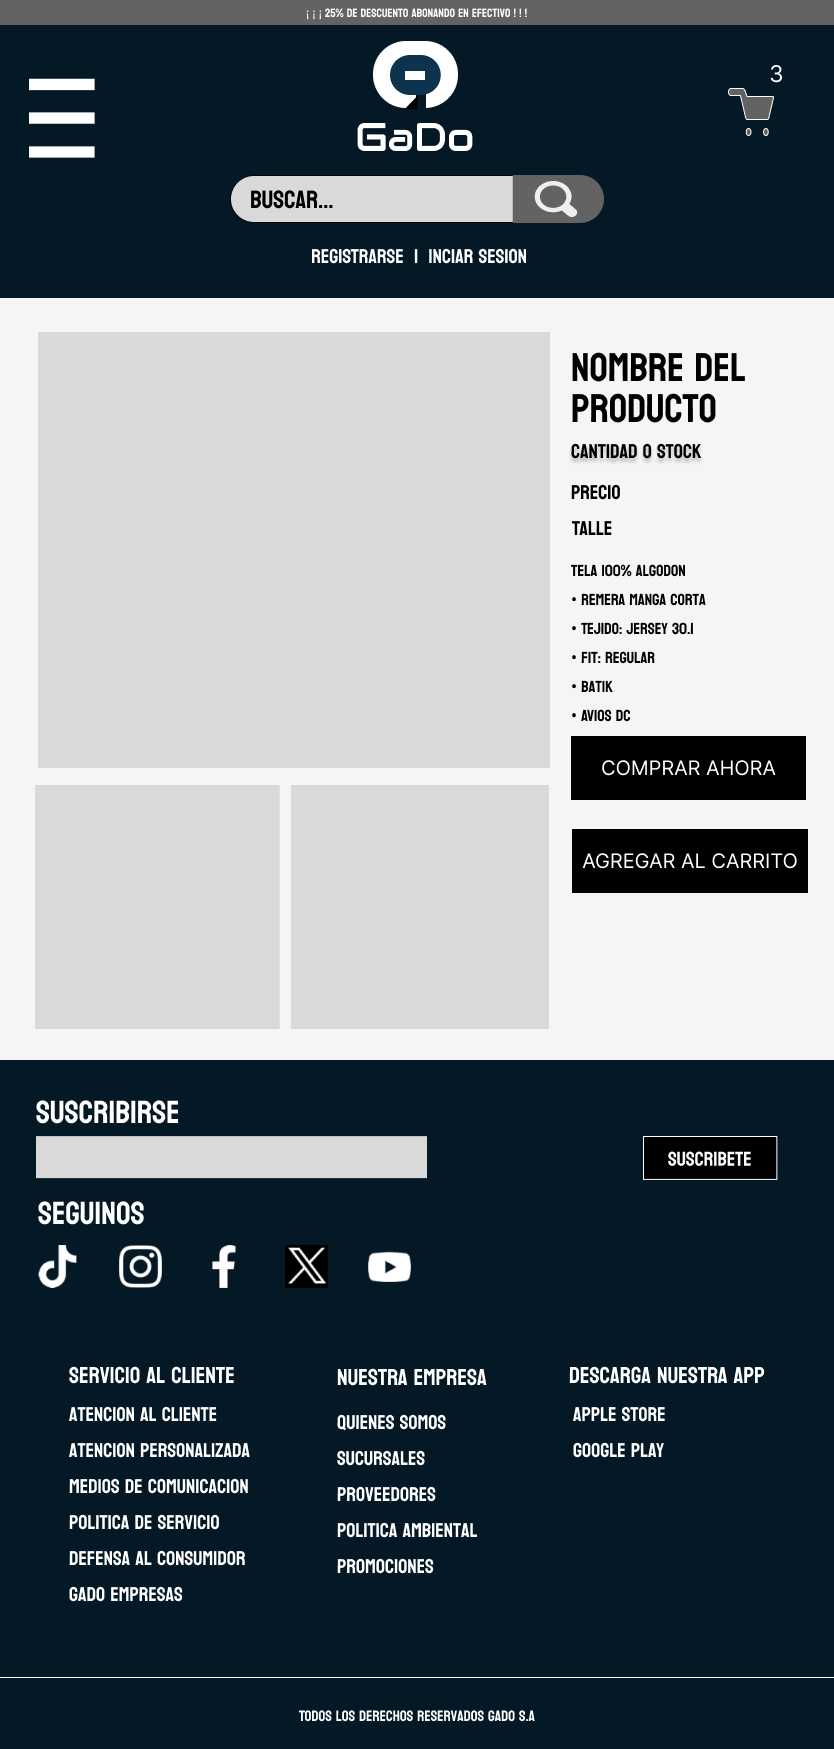 ¡ ¡ ¡ 25% DE DESCUENTO ABONANDO EN EFECTIVO ! ! !
3
GaDo
BUSCAR...
REGISTRARSE I INCIAR SESION
NOMBRE DEL
PRODUCTO
CANTIDAD O STOCK
PRECIO
TALLE
TELA 100% ALGODON
• REMERA MANGA CORTA
• TEJIDO: JERSEY 30.1
• FIT: REGULAR
• BATIK
• AVIOS DC
COMPRAR AHORA
AGREGAR AL CARRITO
SUSCRIBIRSE
SUSCRIBETE
SEGUINOS
SERVICIO AL CLIENTE
ATENCION AL CLIENTE
ATENCION PERSONALIZADA
MEDIOS DE COMUNICACION
POLITICA DE SERVICIO
DEFENSA AL CONSUMIDOR
GADO EMPRESAS
NUESTRA EMPRESA
QUIENES SOMOS
SUCURSALES
PROVEEDORES
POLITICA AMBIENTAL
PROMOCIONES
DESCARGA NUESTRA APP
APPLE STORE
GOOGLE PLAY
TODOS LOS DERECHOS RESERVADOS GADO S.A